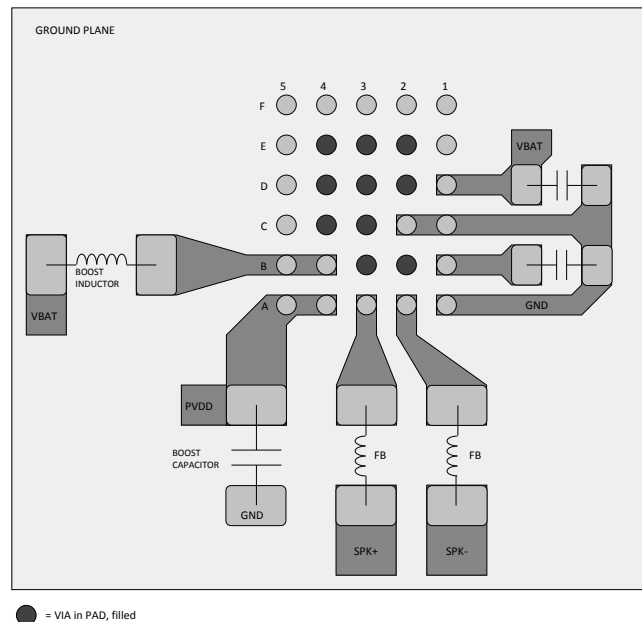 GROUND PLANE
5 4 3 2 1
F
E
D
C
B
A
VBAT
BOOST
INDUCTOR
VBAT
GND
PVDD
BOOST
CAPACITOR
FB
FB
GND
SPK+
SPK-
= VIA in PAD, filled